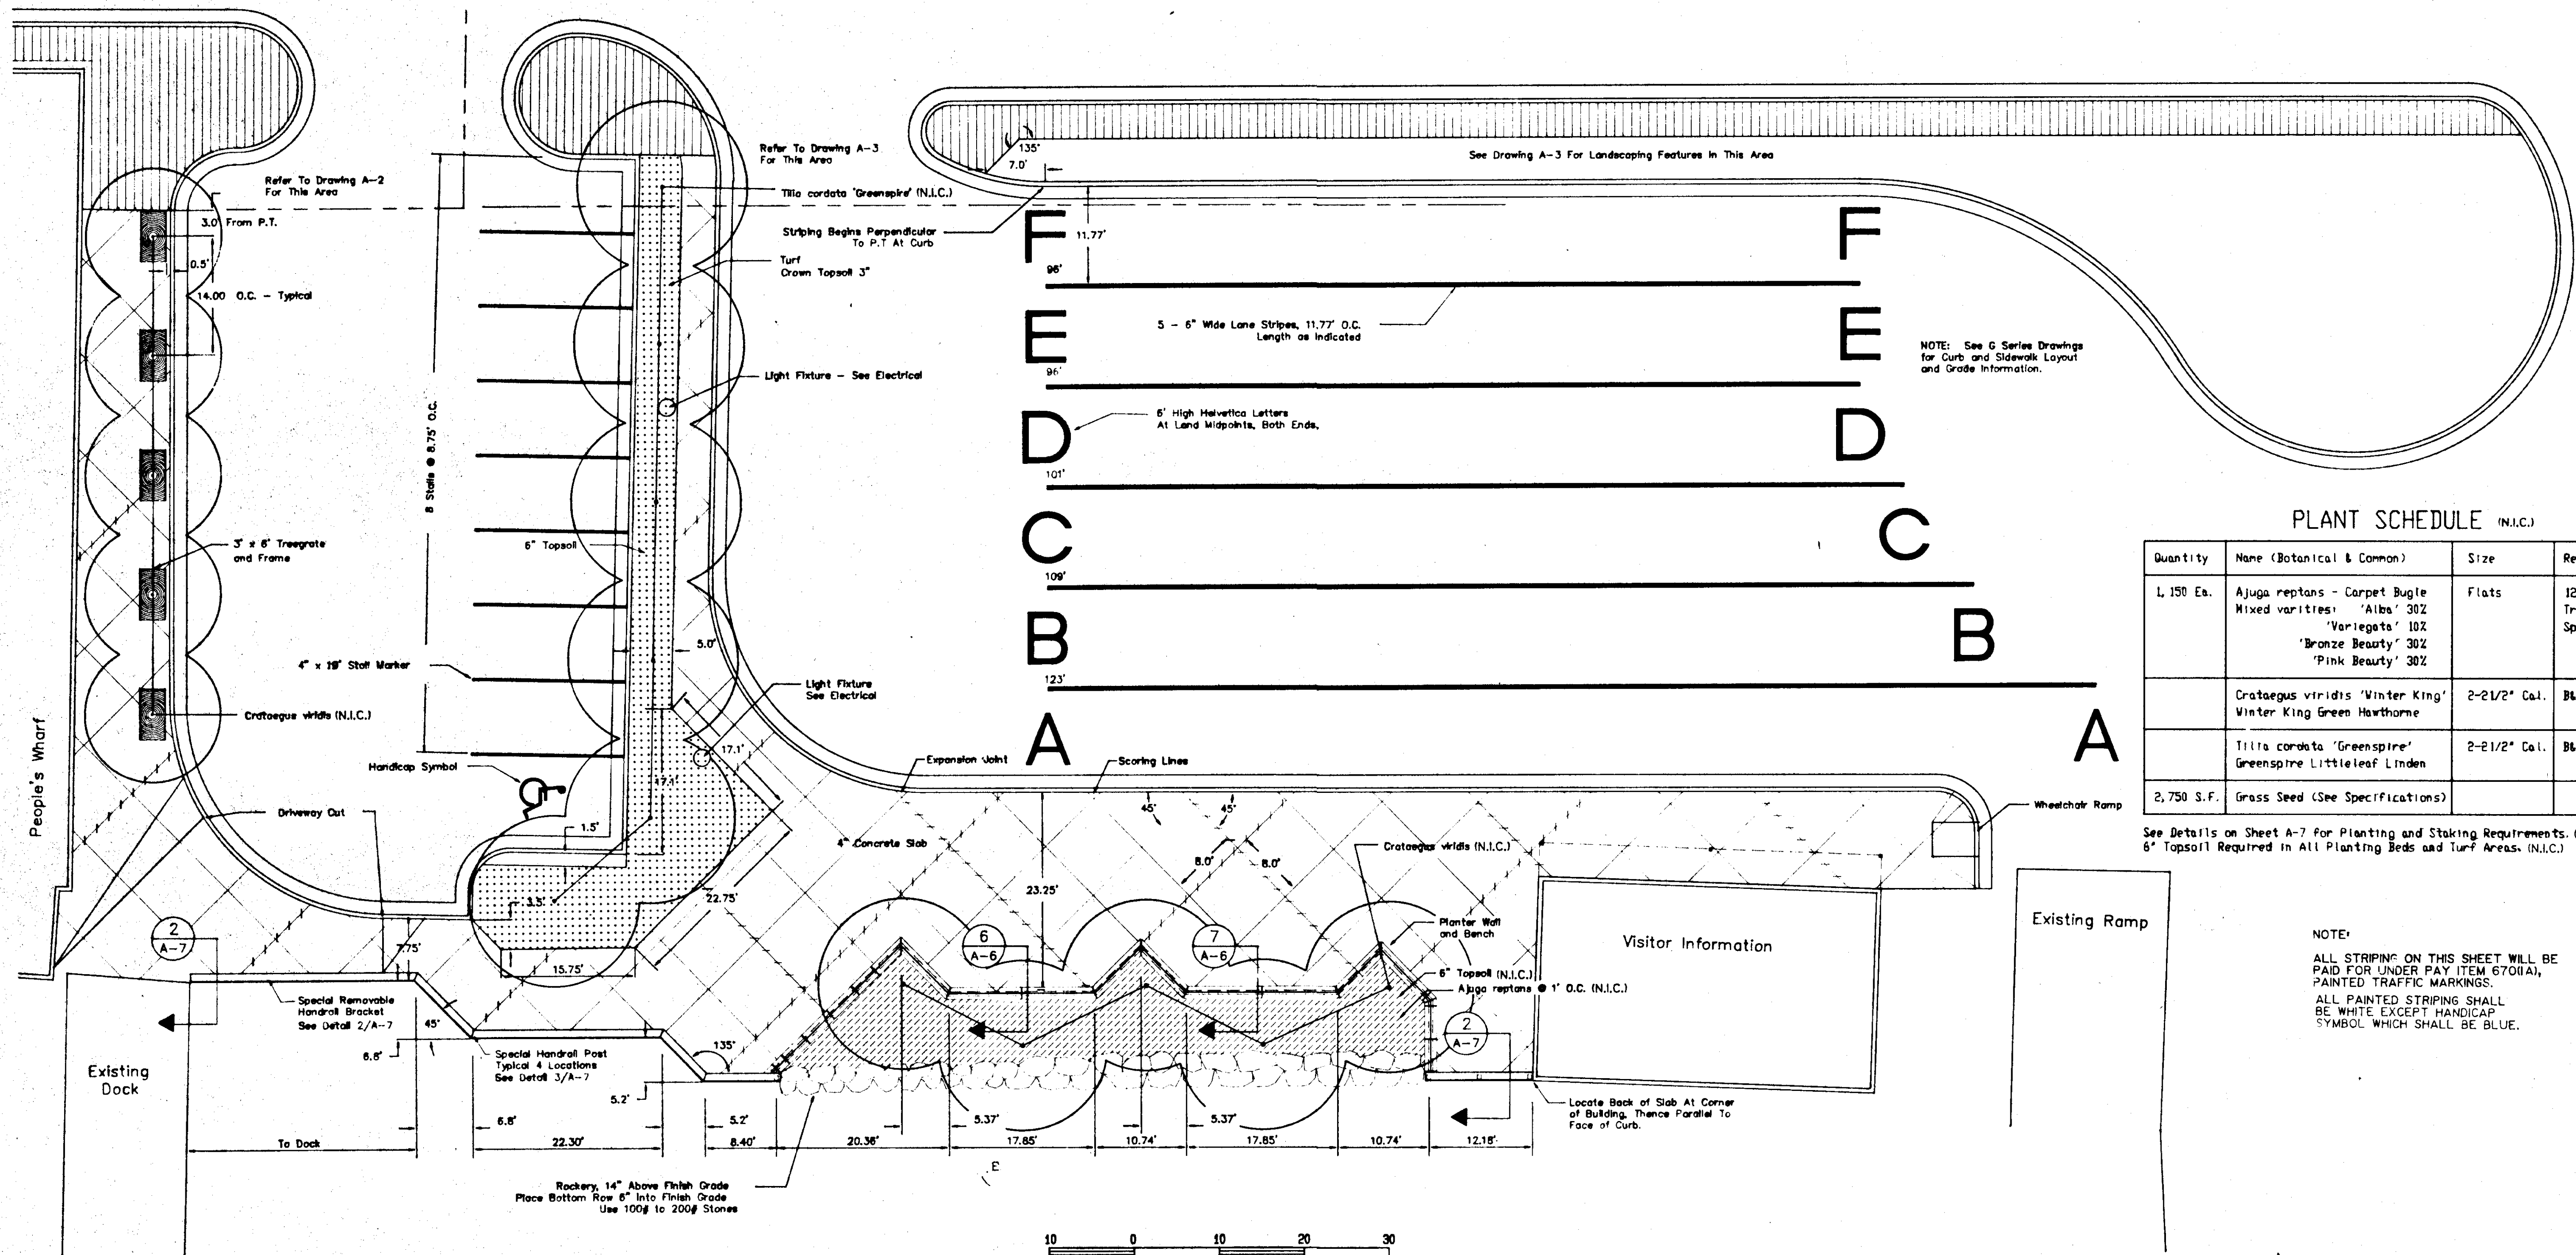 Refer To Drawing A-2
For This Area
3.0' From P.T.
0.5'
14.00 O.C. - Typical
3' x 6' Treegrate
and Frame
Crataegus viridis (N.I.C.)
People's Wharf
Driveway Cut
Handicap Symbol
4" x 19' Stall Marker
8 Stalls @ 8.75' O.C.
6" Topsoil
Refer To Drawing A-3
For This Area
Tilia cordata 'Greenspire' (N.I.C.)
Striping Begins Perpendicular
To P.T At Curb
Turf
Crown Topsoil 3"
Light Fixture - See Electrical
Light Fixture
See Electrical
5.0'
17.1'
17.1'
1.5'
3.5'
22.75'
15.75'
7.75'
135'
7.0'
See Drawing A-3 For Landscaping Features In This Area
F
F
11.77'
96'
5 - 6" Wide Lane Stripes, 11.77' O.C.
Length as Indicated
E
E
96'
6' High Helvetica Letters
At Land Midpoints, Both Ends,
D
D
101'
C
C
109'
B
B
123'
A
A
NOTE: See G Series Drawings
for Curb and Sidewalk Layout
and Grade Information.
Expansion Joint
Scoring Lines
45'
45'
8.0'
8.0'
4" Concrete Slab
23.25'
Crataegus viridis (N.I.C.)
Planter Wall
and Bench
6" Topsoil (N.I.C.)
Ajuga reptans @ 1' O.C. (N.I.C.)
Wheelchair Ramp
Visitor Information
Existing Ramp
2
A-7
6
A-6
7
A-6
2
A-7
Special Removable
Handrail Bracket
See Detail 2/A-7
45'
6.8'
Special Handrail Post
Typical 4 Locations
See Detail 3/A-7
135'
5.2'
Existing
Dock
To Dock
6.8'
22.30'
5.2'
8.40'
20.36'
5.37'
17.85'
10.74'
5.37'
17.85'
10.74'
12.18'
Locate Back of Slab At Corner
of Building, Thence Parallel To
Face of Curb.
Rockery, 14" Above Finish Grade
Place Bottom Row 6" Into Finish Grade
Use 100# to 200# Stones
10 0 10 20 30
PLANT SCHEDULE (N.I.C.)
Quantity Name (Botanical & Common) Size Re
1, 150 Ea. Ajuga reptans - Carpet Bugle Flats 12
Mixed varities: 'Alba' 30% Tr
'Variegata' 10% Sp
'Bronze Beauty' 30%
'Pink Beauty' 30%
Crataegus viridis 'Winter King' 2-21/2" Cal. B&
Winter King Green Hawthorne
Tilia cordata 'Greenspire' 2-21/2" Cal. B&
Greenspire Littleleaf Linden
2,750 S.F. Grass Seed (See Specifications)
See Details on Sheet A-7 for Planting and Staking Requirements. (
6" Topsoil Required in All Planting Beds and Turf Areas. (N.I.C.)
NOTE:
ALL STRIPING ON THIS SHEET WILL BE
PAID FOR UNDER PAY ITEM 670(1A),
PAINTED TRAFFIC MARKINGS.
ALL PAINTED STRIPING SHALL
BE WHITE EXCEPT HANDICAP
SYMBOL WHICH SHALL BE BLUE.